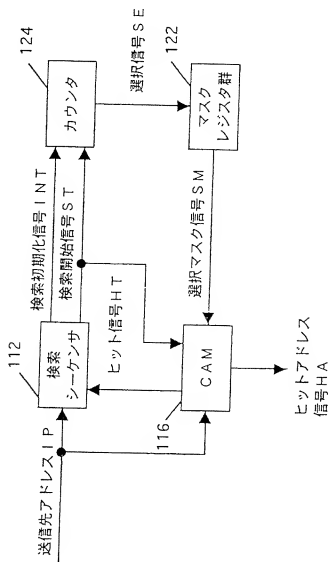 送信先アドレスIP
112
検索
シーケンサ
検索初期化信号INT
検索開始信号ST
124
カウンタ
選択信号SE
122
マスク
レジスタ群
選択マスク信号SM
ヒット信号HT
116
CAM
ヒットアドレス
信号HA